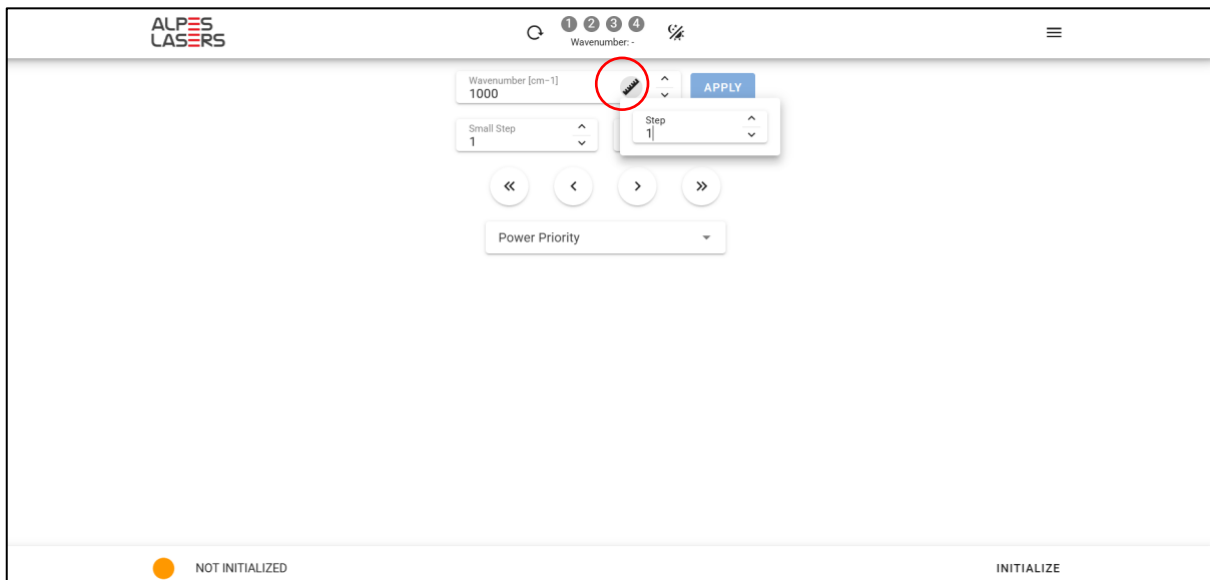 ALPES
LASERS
1 2 3 4
Wavenumber: -
Wavenumber [cm-1]
1000
APPLY
Step
1
Small Step
1
Power Priority
NOT INITIALIZED
INITIALIZE